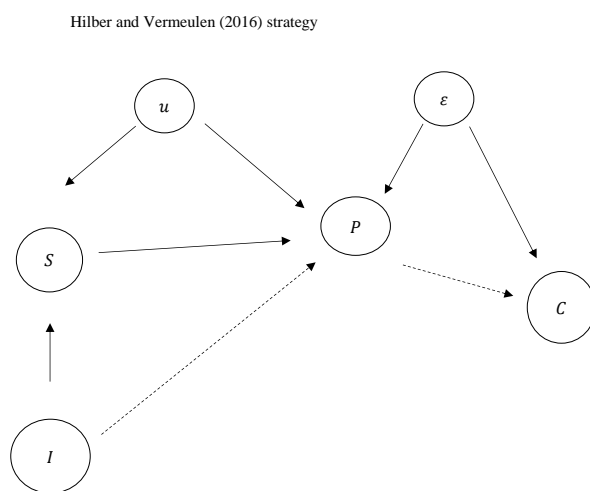 Hilber and Vermeulen (2016) strategy
u
ε
P
S
C
I